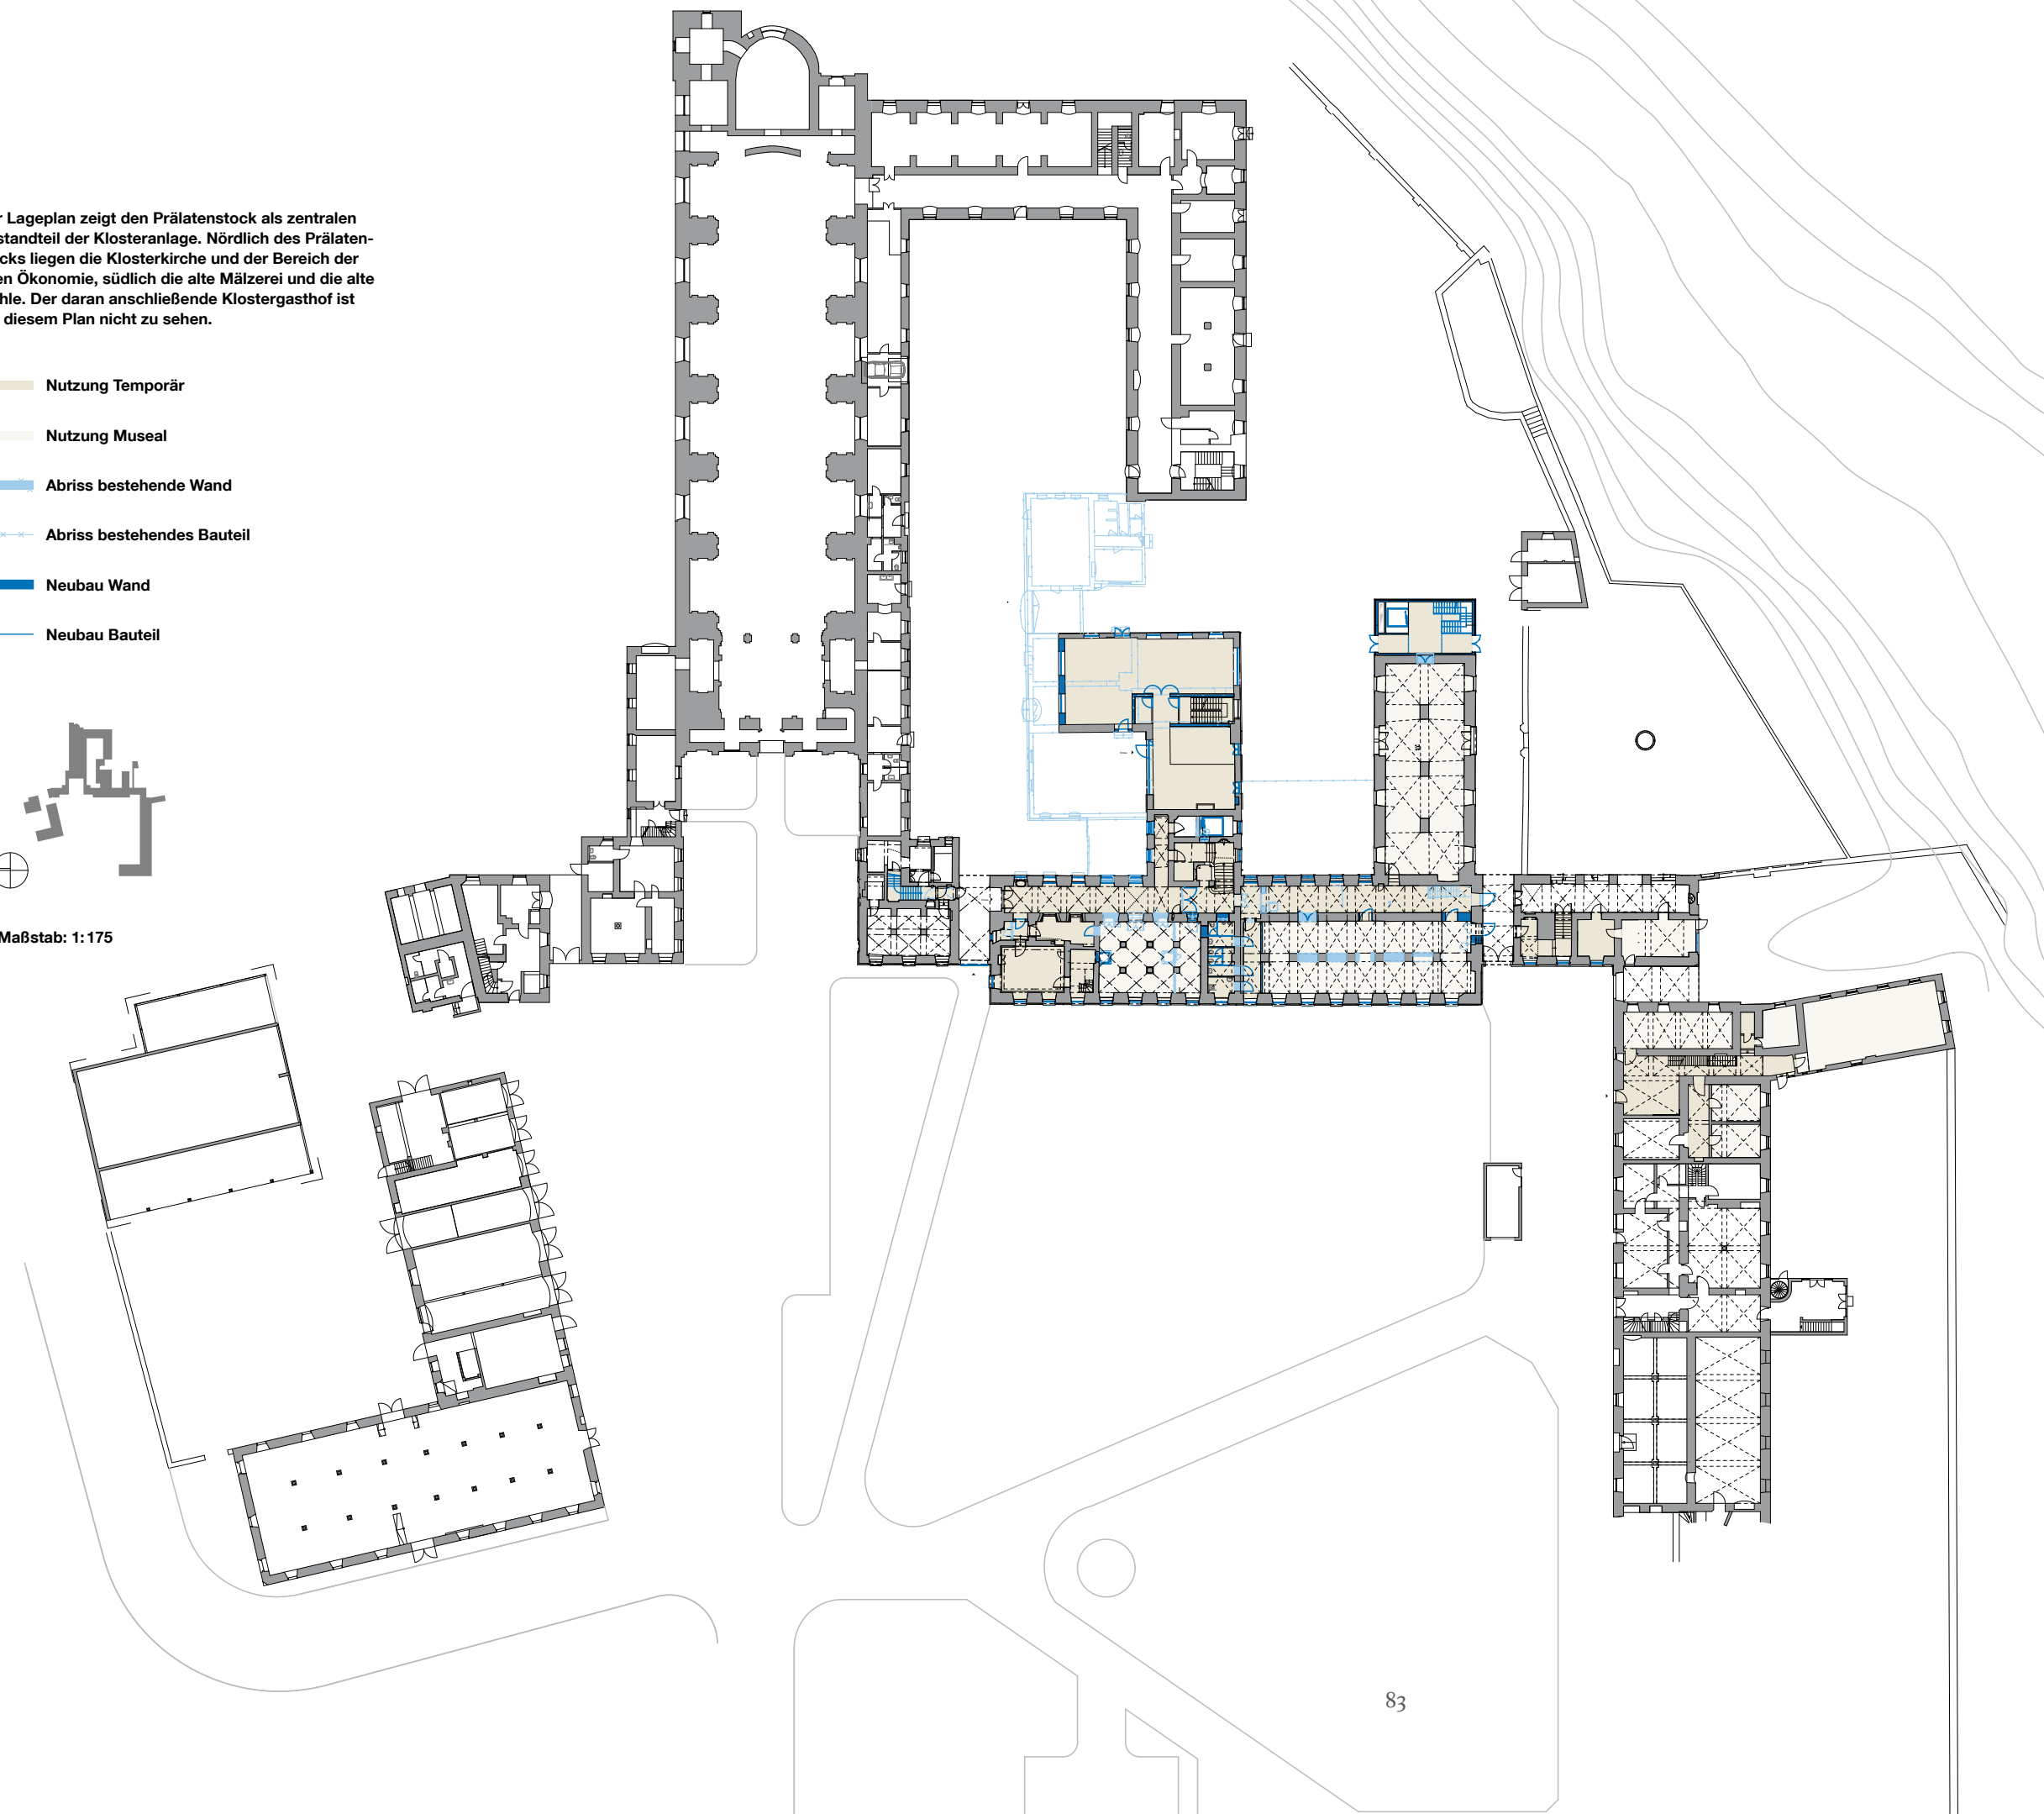 r Lageplan zeigt den Prälatenstock als zentralen
standteil der Klosteranlage. Nördlich des Prälaten-
cks liegen die Klosterkirche und der Bereich der
en Ökonomie, südlich die alte Mälzerei und die alte
hle. Der daran anschließende Klostergasthof ist
diesem Plan nicht zu sehen.
Nutzung Temporär
Nutzung Museal
Abriss bestehende Wand
Abriss bestehendes Bauteil
Neubau Wand
Neubau Bauteil
Maßstab: 1:175
83